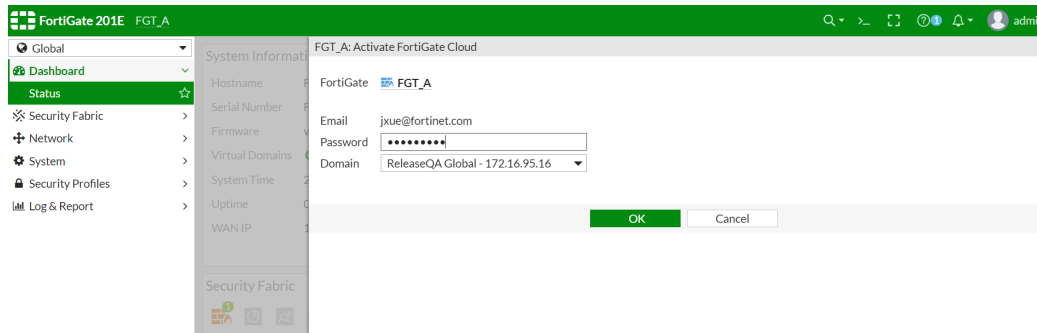 FortiGate 201E FGT_A
1
admi
Global
FGT_A: Activate FortiGate Cloud
Dashboard
System Informati
Status
Hostname
FortiGate FGT_A
Security Fabric
Serial Number
Email jxue@fortinet.com
Network
Firmware
Password •••••••••
System
Virtual Domains
Domain ReleaseQA Global - 172.16.95.16
Security Profiles
System Time
Log & Report
Uptime
OK Cancel
WAN IP
Security Fabric
1